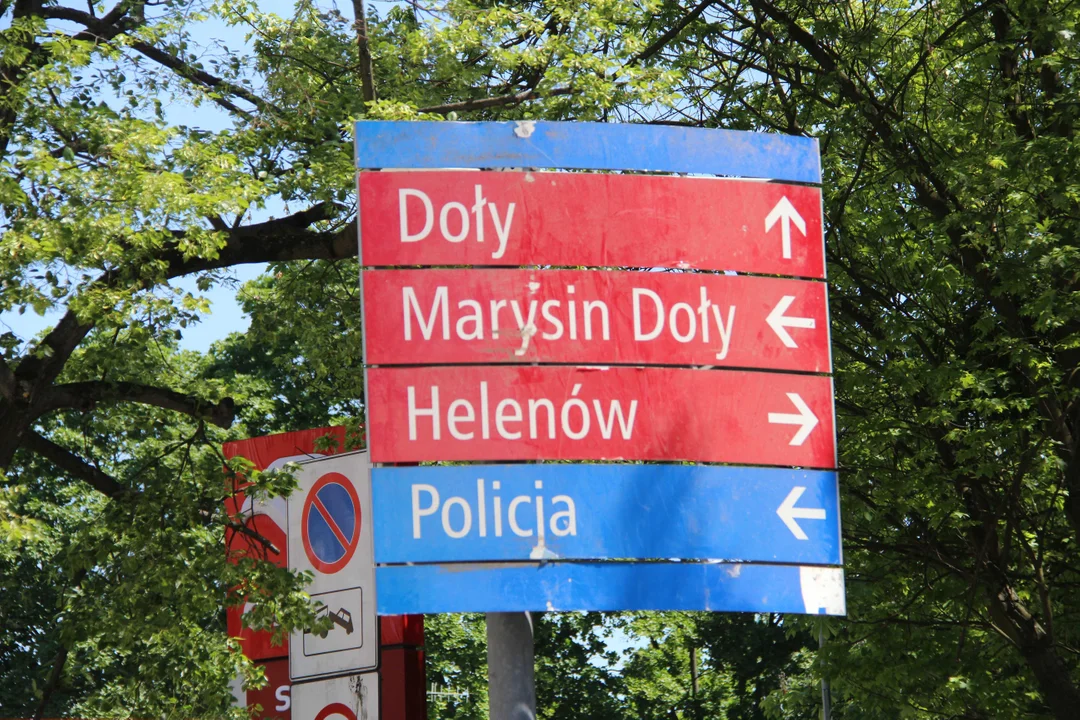 Doły
Marysin Doły
Helenów
Policja